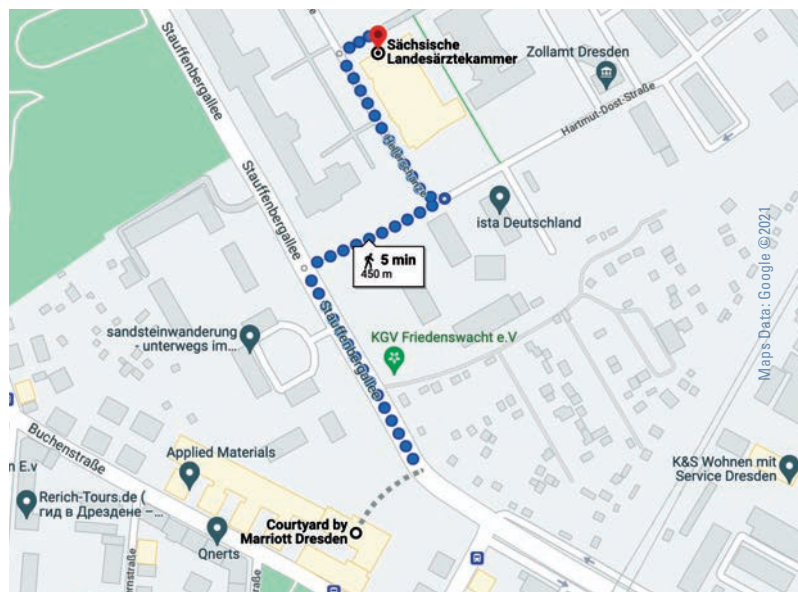 Stauffenbergallee
Sächsische
Landesärztekammer
Zollamt Dresden
Hartmut-Dost-Straße
Stauffenbergallee
ista Deutschland
5 min
450 m
Maps Data: Google ©2021
sandsteinwanderung
- unterwegs im...
Stauffenbergallee
KGV Friedenswacht e.V
Buchenstraße
Applied Materials
n E.v
Rerich-Tours.de (
гид в Дрездене –...
K&S Wohnen mit
Service Dresden
Courtyard by
Marriott Dresden
Qnerts
ernstraße
aße